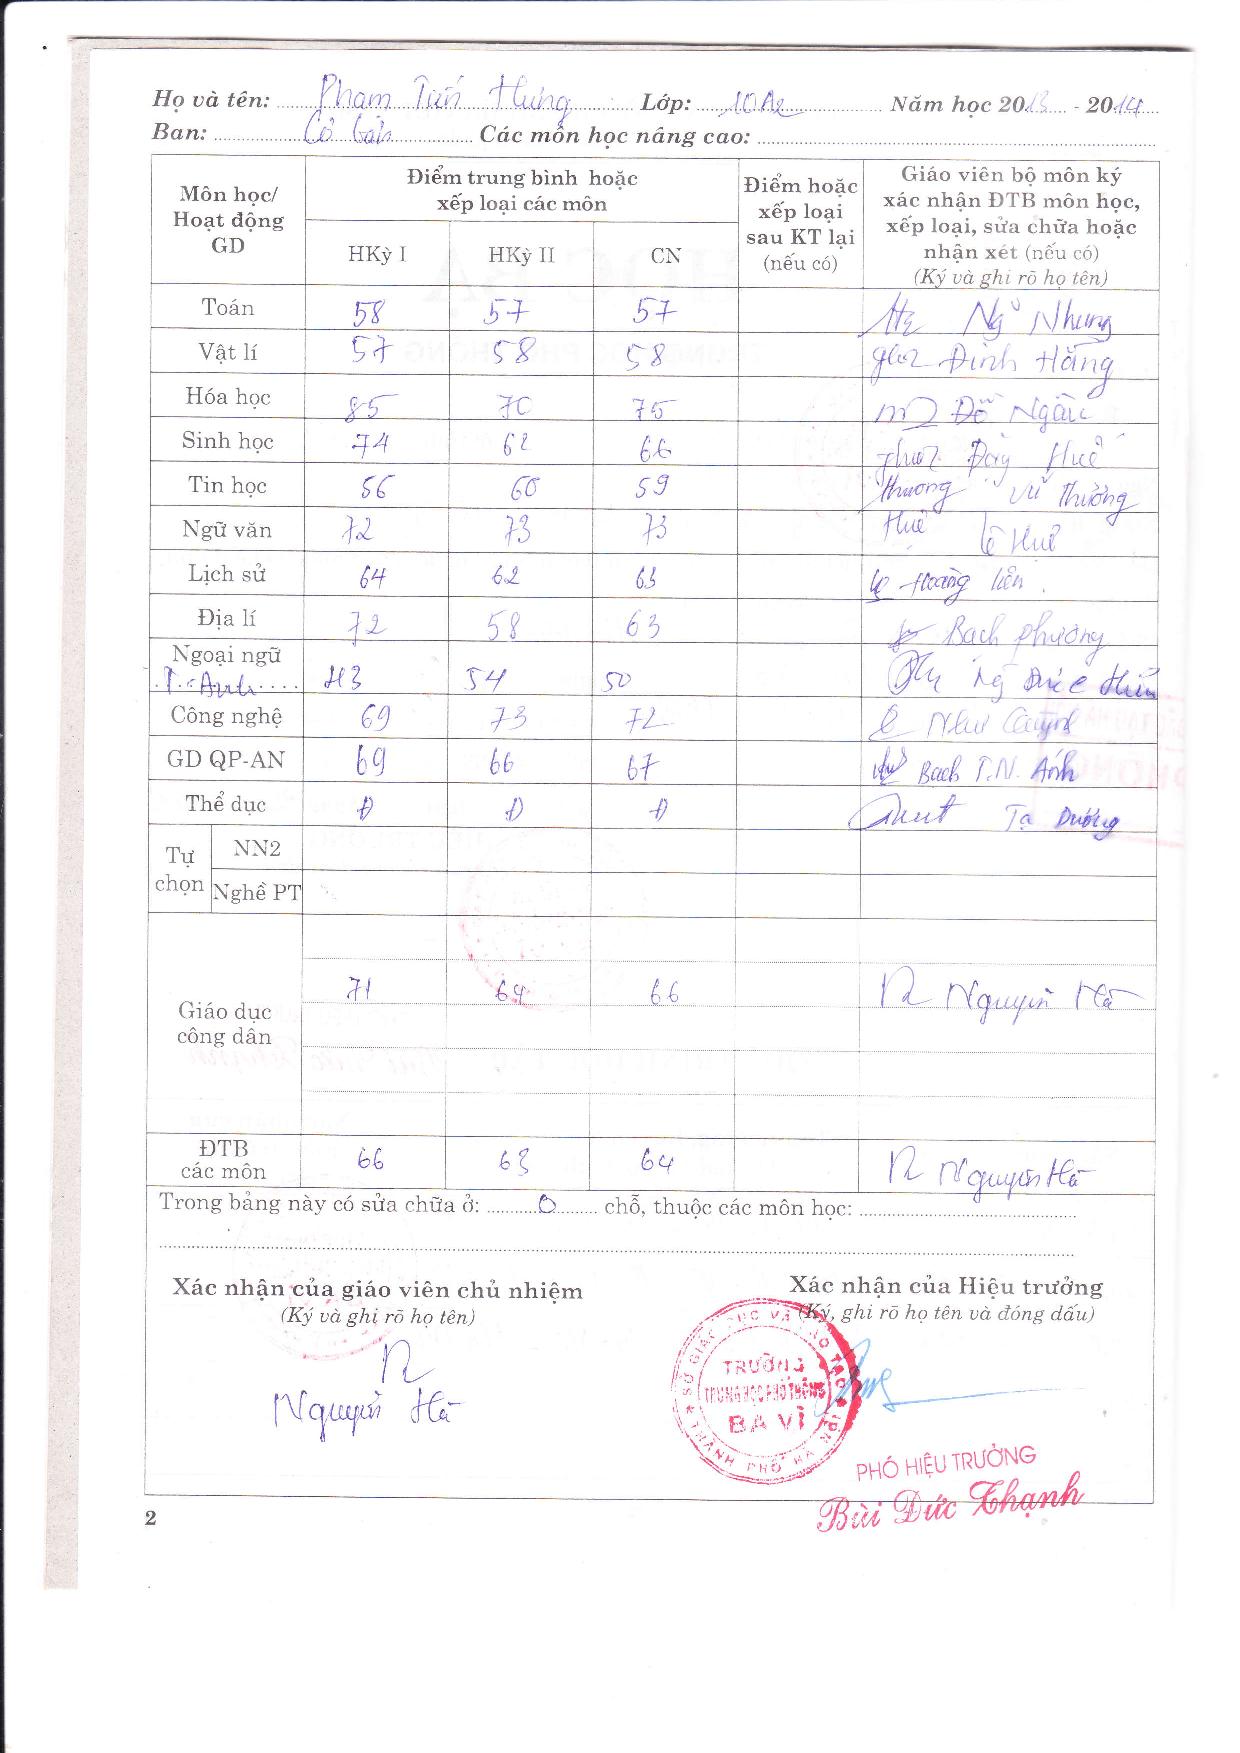 Họ và tên: Phạm Tuấn Hưng Lớp: 10A2 Năm học 2013 - 2014
Ban: Cơ bản Các môn học nâng cao:
Môn học/ Hoạt động GD
Điểm trung bình hoặc xếp loại các môn
HKỳ I HKỳ II CN
Điểm hoặc xếp loại sau KT lại (nếu có)
Giáo viên bộ môn ký xác nhận ĐTB môn học, xếp loại, sửa chữa hoặc nhận xét (nếu có) (Ký và ghi rõ họ tên)
Toán 58 57 57 Nhung
Vật lí 57 58 58 Đinh Hằng
Hóa học 85 70 75 Đỗ
Sinh học 74 62 66 Huế
Tin học 56 60 59 Thương Vũ Thương
Ngữ văn 72 73 73 Huế Lê Huế
Lịch sử 64 62 63 Hoàng Liên
Địa lí 72 58 63 Bạch Phương
Ngoại ngữ
T. Anh 43 54 50 Đức
Công nghệ 69 73 72 Như
GD QP-AN 69 66 67 Bạch T.N. Ánh
Thể dục Đ Đ Đ Tạ Dương
Tự chọn
NN2
Nghề PT
Giáo dục công dân 71 64 66 Nguyễn Hà
ĐTB các môn 66 63 64 Nguyễn Hà
Trong bảng này có sửa chữa ở: 0 chỗ, thuộc các môn học:
Xác nhận của giáo viên chủ nhiệm Xác nhận của Hiệu trưởng
(Ký và ghi rõ họ tên) (Ký, ghi rõ họ tên và đóng dấu)
SỞ GIÁO DỤC VÀ ĐÀO TẠO
THÀNH PHỐ HÀ NỘI
TRƯỜNG
TRUNG HỌC PHỔ THÔNG
BA VÌ
Nguyễn Hà
PHÓ HIỆU TRƯỞNG
Bùi Đức Thạnh
2